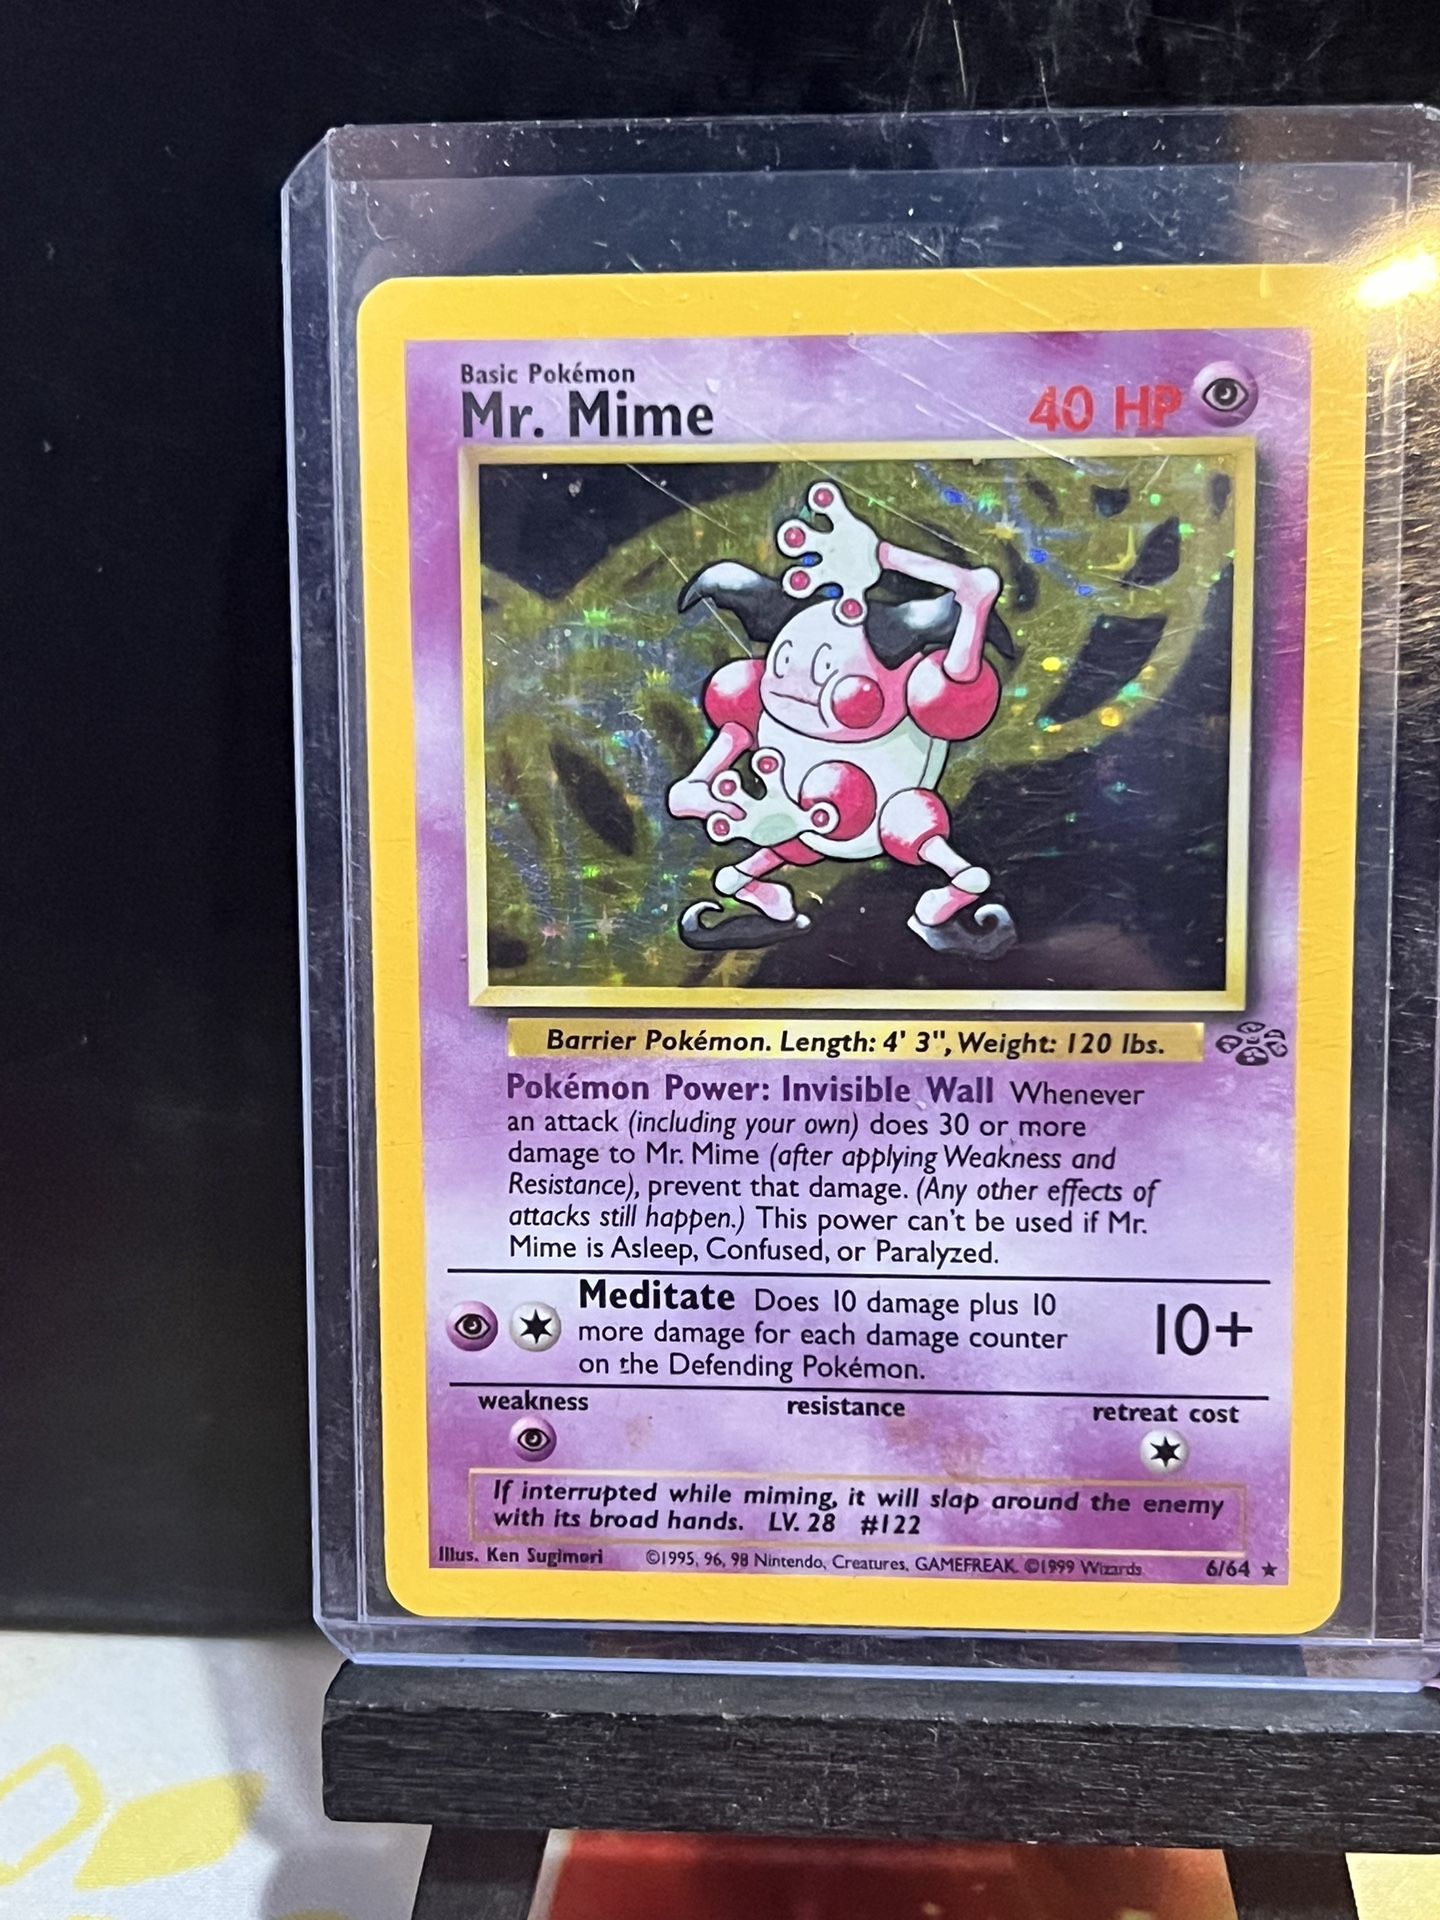 Basic Pokémon
Mr. Mime
40 HP
Barrier Pokémon. Length: 4' 3", Weight: 120 lbs.
Pokémon Power: Invisible Wall Whenever
an attack (including your own) does 30 or more
damage to Mr. Mime (after applying Weakness and
Resistance), prevent that damage. (Any other effects of
attacks still happen.) This power can't be used if Mr.
Mime is Asleep, Confused, or Paralyzed.
Meditate Does 10 damage plus 10
more damage for each damage counter
on the Defending Pokémon.
10+
weakness
resistance
retreat cost
If interrupted while miming, it will slap around the enemy
with its broad hands. LV. 28 #122
Illus. Ken Sugimori ©1995, 96, 98 Nintendo, Creatures, GAMEFREAK. ©1999 Wizards. 6/64 ★